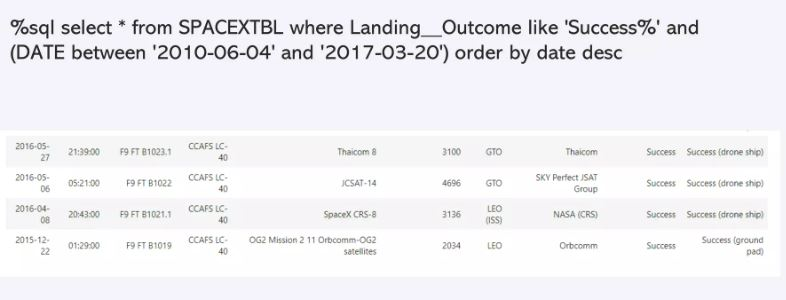 %sql select * from SPACEXTBL where Landing__Outcome like 'Success%' and
(DATE between '2010-06-04' and '2017-03-20') order by date desc
2016-05-27 21:39:00 F9 FT B1023.1 CCAFS LC-40 Thaicom 8 3100 GTO Thaicom Success Success (drone ship)
2016-05-06 05:21:00 F9 FT B1022 CCAFS LC-40 JCSAT-14 4696 GTO SKY Perfect JSAT Group Success Success (drone ship)
2016-04-08 20:43:00 F9 FT B1021.1 CCAFS LC-40 SpaceX CRS-8 3136 LEO (ISS) NASA (CRS) Success Success (drone ship)
2015-12-22 01:29:00 F9 FT B1019 CCAFS LC-40 OG2 Mission 2 11 Orbcomm-OG2 satellites 2034 LEO Orbcomm Success Success (ground pad)